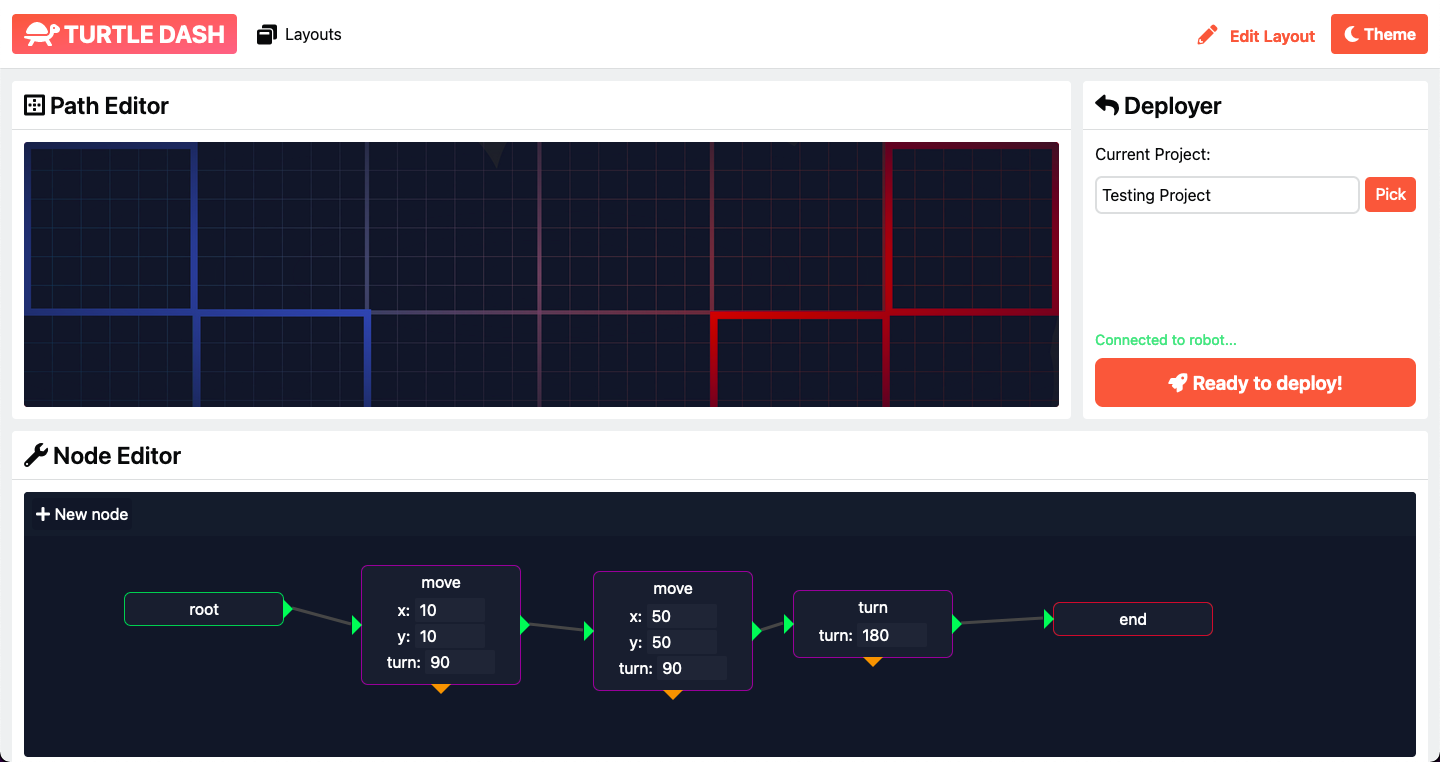 TURTLE DASH
Layouts
Edit Layout
Theme
Path Editor
Deployer
Current Project:
Testing Project
Pick
Connected to robot...
Ready to deploy!
Node Editor
New node
root
move
x: 10
y: 10
turn: 90
move
x: 50
y: 50
turn: 90
turn
turn: 180
end